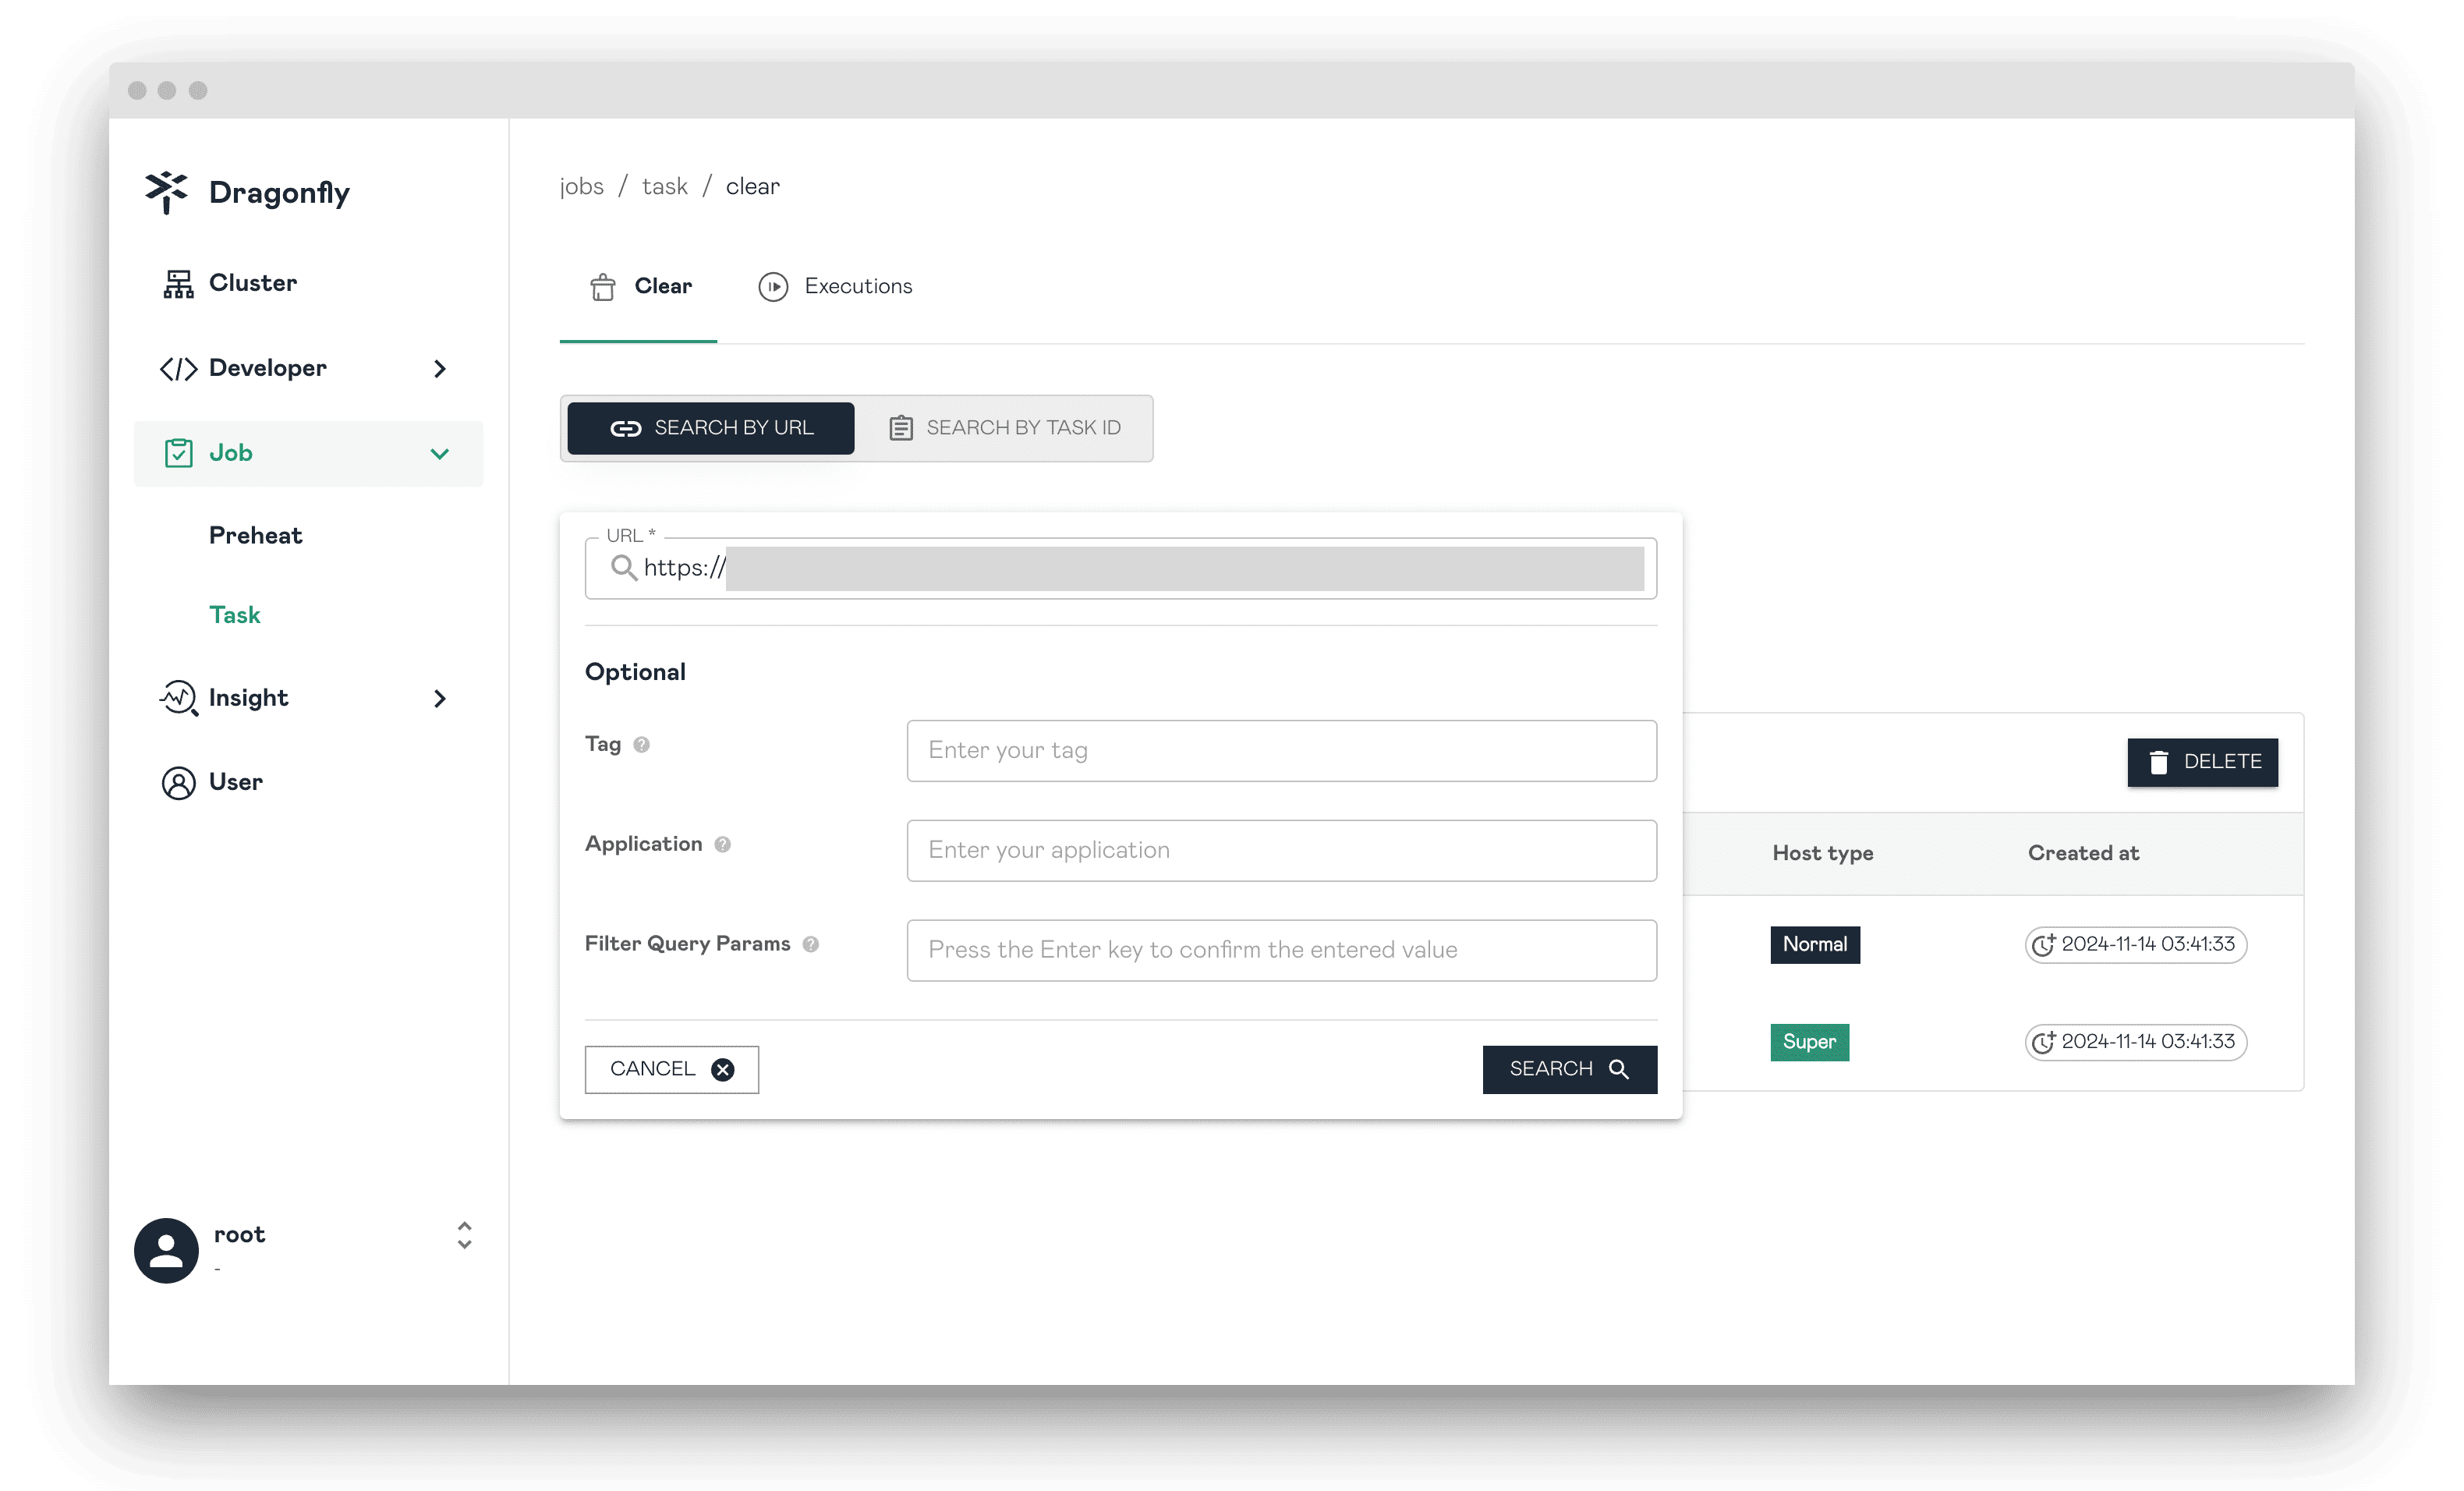 Dragonfly
Cluster
Developer
Job
Preheat
Task
Insight
User
root
-
jobs / task / clear
Clear
Executions
SEARCH BY URL
SEARCH BY TASK ID
URL *
https://
Optional
Tag ?
Enter your tag
Application ?
Enter your application
Filter Query Params ?
Press the Enter key to confirm the entered value
CANCEL
SEARCH
DELETE
Host type
Created at
Normal
2024-11-14 03:41:33
Super
2024-11-14 03:41:33